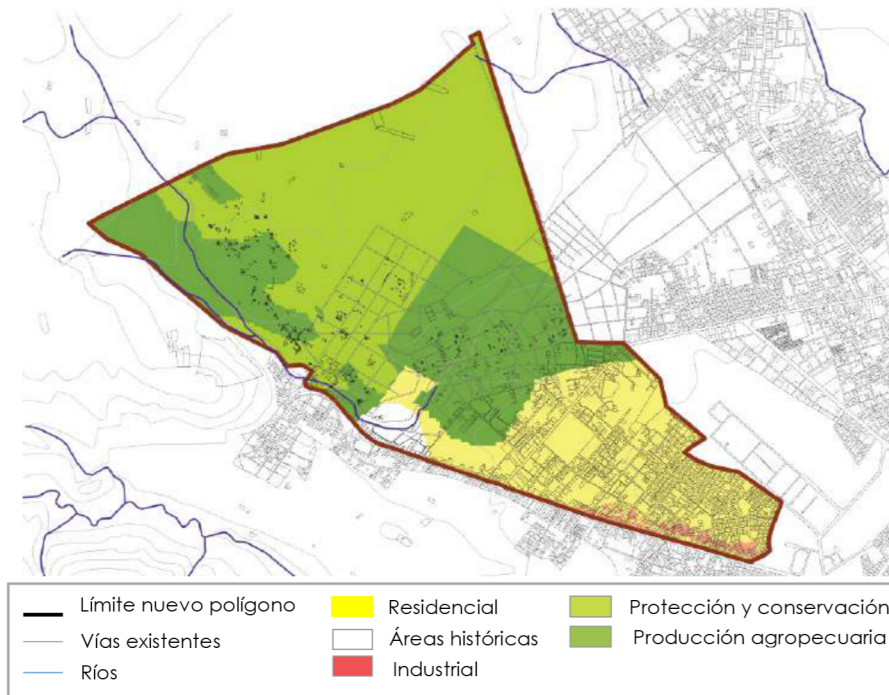 Límite nuevo polígono
Vías existentes
Ríos
Residencial
Áreas históricas
Industrial
Protección y conservación
Producción agropecuaria